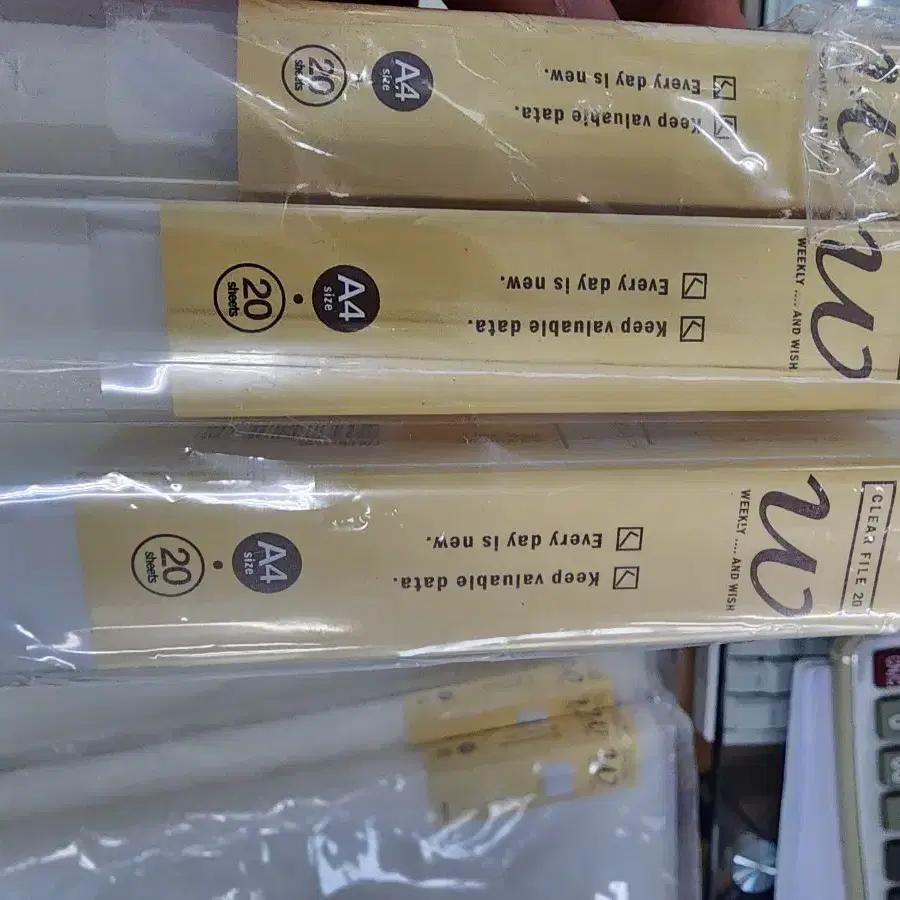 20
sheets
A4
size
Every day is new.
Keep valuable data.
20
sheets
A4
size
Every day is new.
Keep valuable data.
WEEKLY .... AND WISH
w
20
sheets
A4
size
Every day is new.
Keep valuable data.
WEEKLY .... AND WISH
w
CLEAR FILE 20